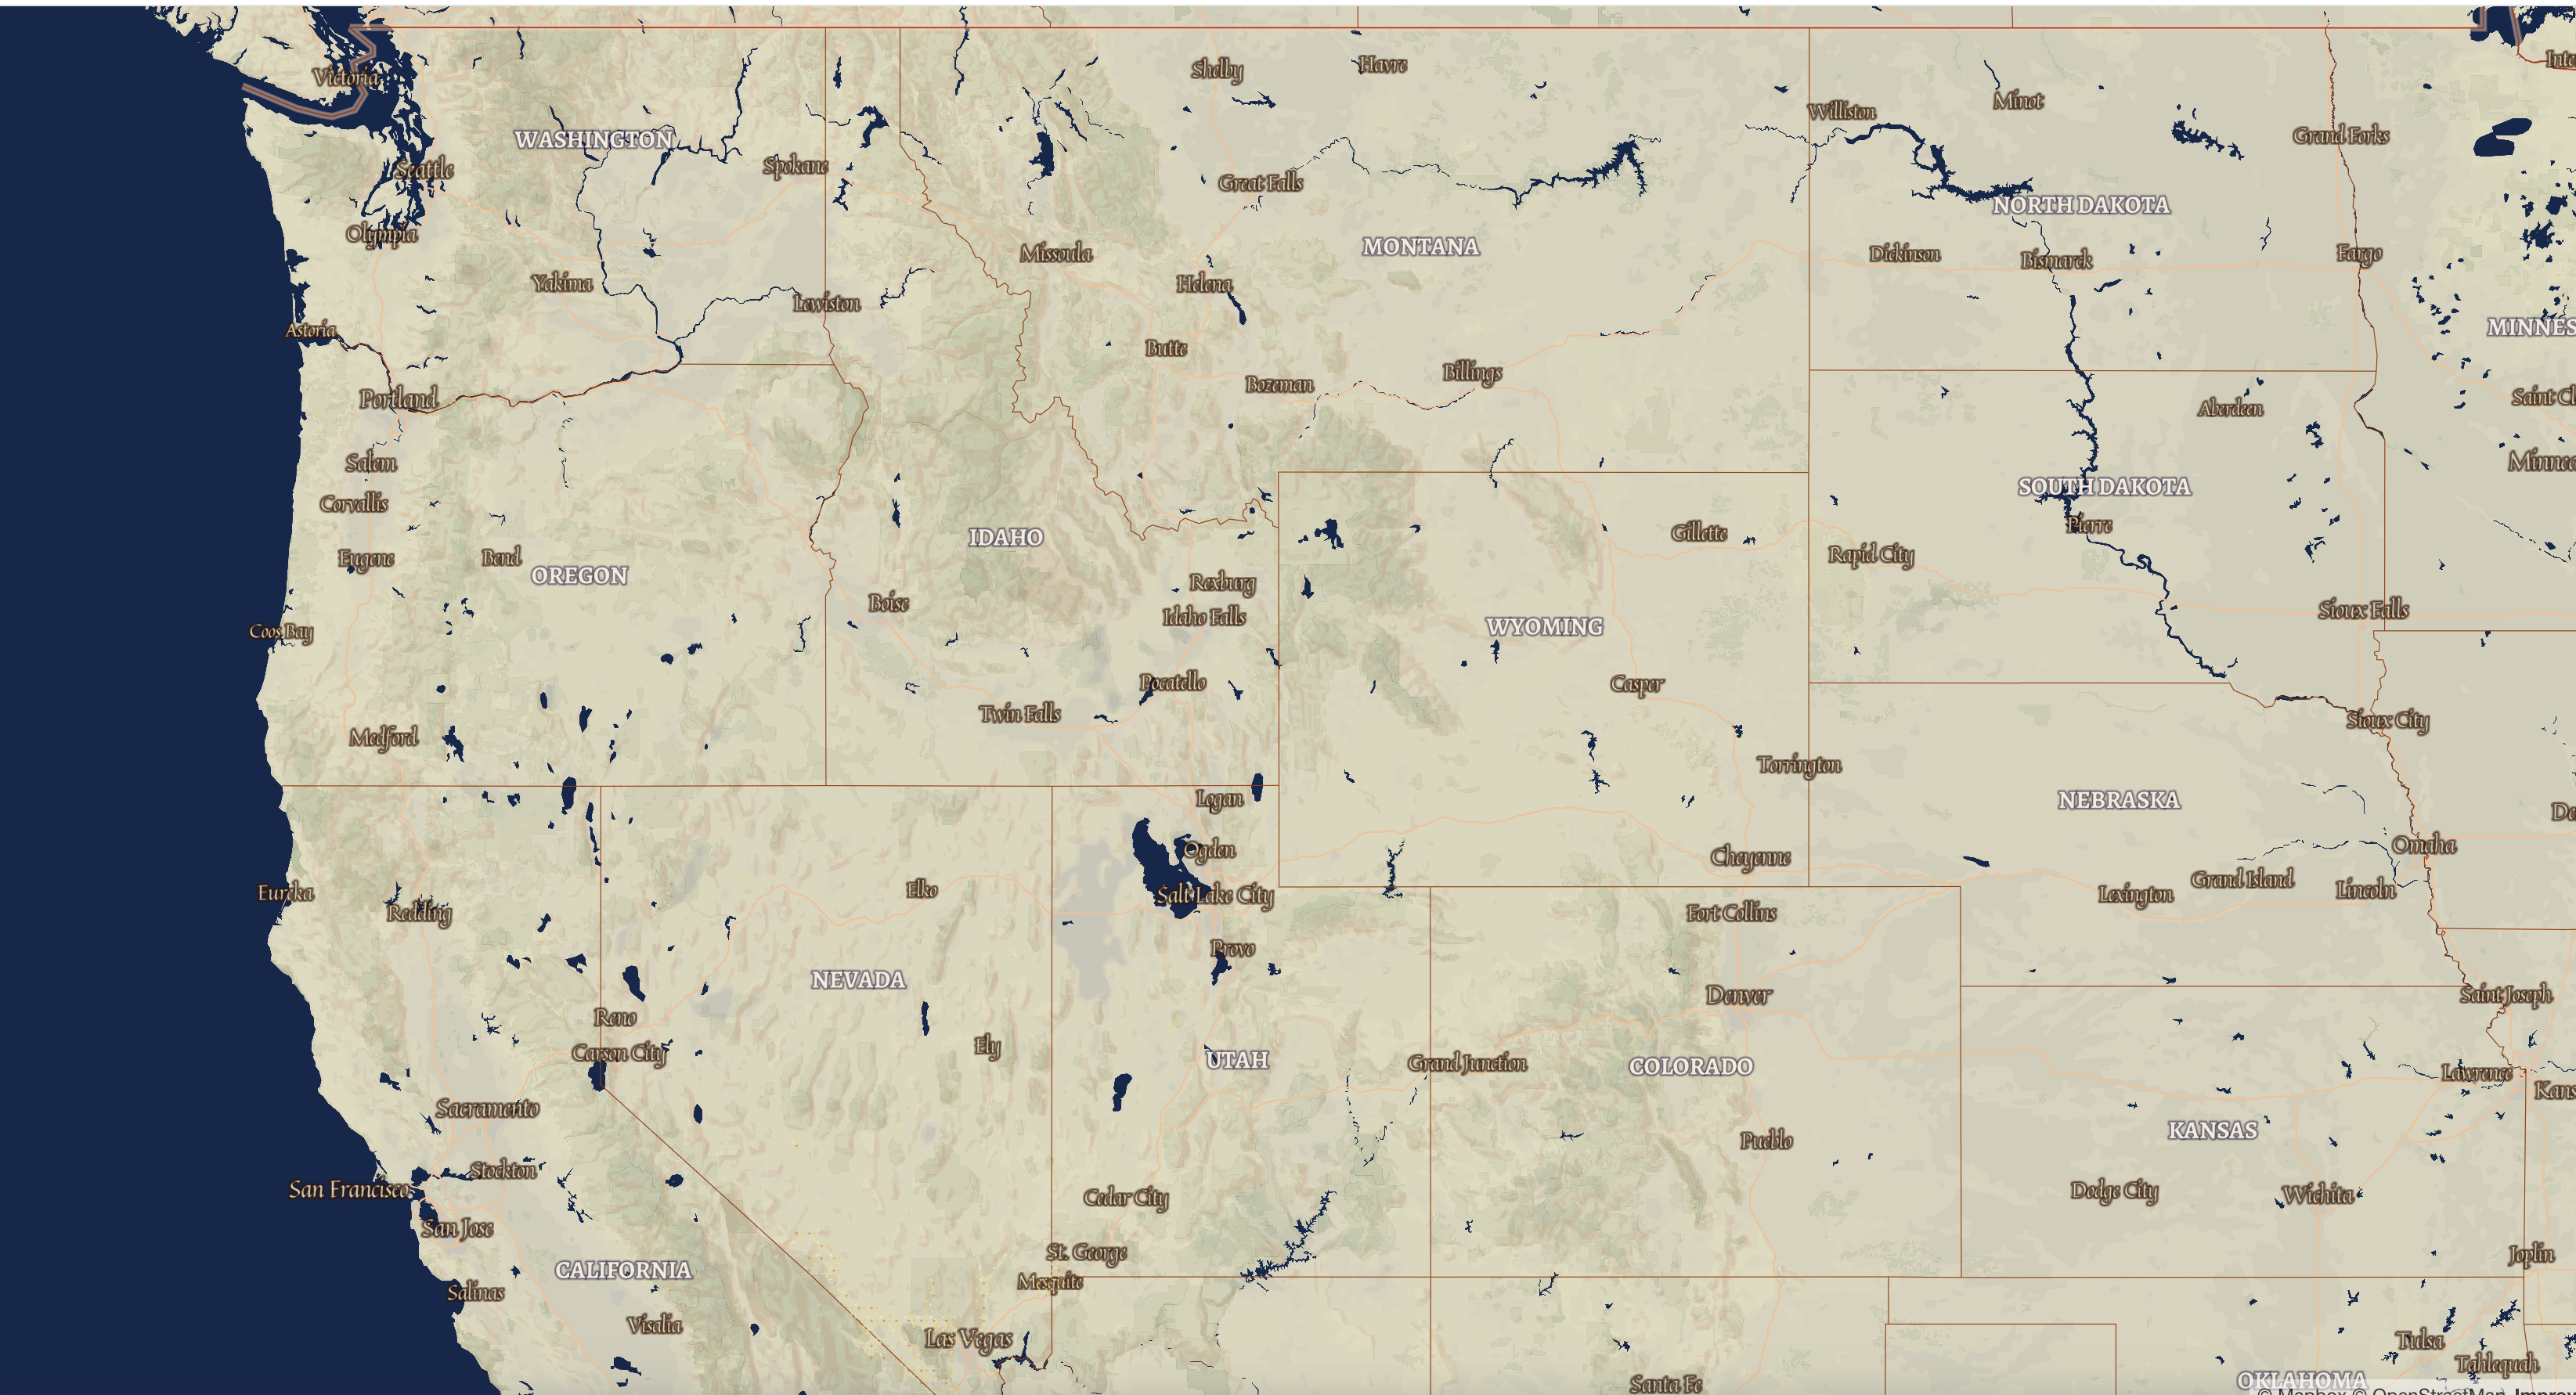 Victoria
Shelby
Havre
Inte
Williston
Minot
WASHINGTON
Spokane
Grand Forks
Seattle
Great Falls
NORTH DAKOTA
Olympia
MONTANA
Missoula
Dickinson
Bismarck
Fargo
Yakima
Helena
Lewiston
Astoria
MINNES
Butte
Billings
Bozeman
Portland
Saint Cl
Aberdeen
Salem
Minnea
SOUTH DAKOTA
Corvallis
Pierre
Gillette
IDAHO
Eugene
Bend
Rapid City
OREGON
Rexburg
Boise
Idaho Falls
Sioux Falls
WYOMING
Coos Bay
Pocatello
Casper
Twin Falls
Sioux City
Medford
Torrington
Logan
NEBRASKA
De
Omaha
Ogden
Cheyenne
Grand Island
Elko
Lincoln
Eureka
Salt Lake City
Lexington
Redding
Fort Collins
Provo
NEVADA
Denver
Saint Joseph
Reno
Ely
Carson City
UTAH
Grand Junction
COLORADO
Lawrence
Kans
Sacramento
KANSAS
Pueblo
Stockton
San Francisco
Dodge City
Wichita
Cedar City
San Jose
St. George
Joplin
CALIFORNIA
Mesquite
Salinas
Visalia
Las Vegas
Tulsa
Tahlequah
OKLAHOMA
Santa Fe
© Mapbox © OpenStreetMap Improv